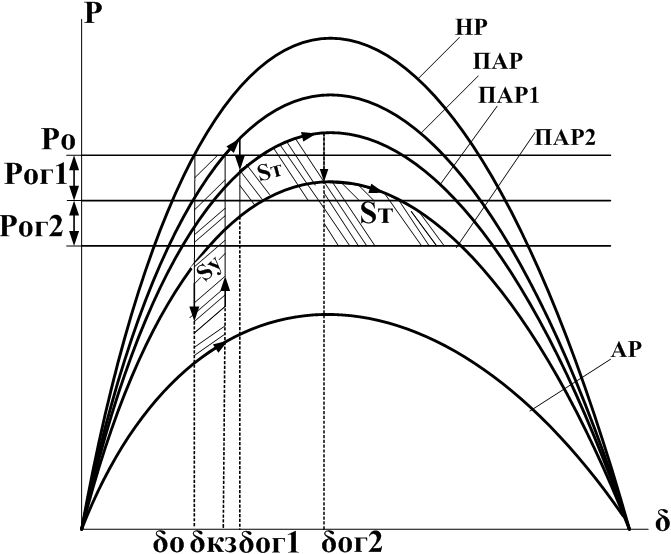 P
НР
ПАР
ПАР1
ПАР2
Ро
Рог1
Sт
Рог2
Sт
Sу
АР
δ
δо δкз δог1 δог2